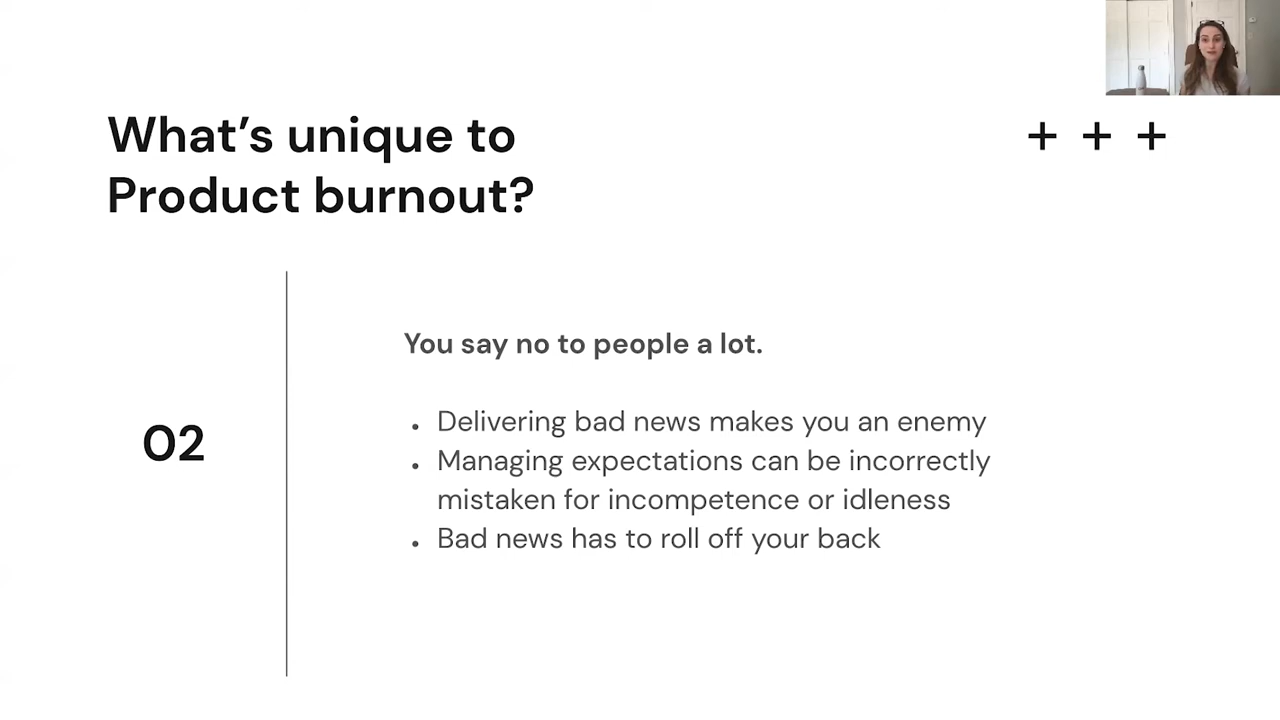 What’s unique to
Product burnout?
+ + +
02
You say no to people a lot.
• Delivering bad news makes you an enemy
• Managing expectations can be incorrectly
mistaken for incompetence or idleness
• Bad news has to roll off your back